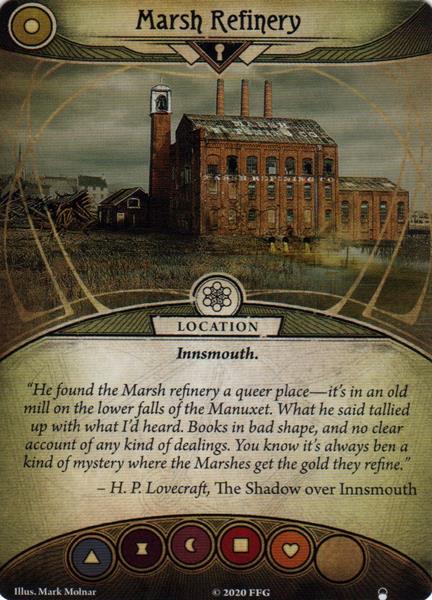 Marsh Refinery
MARSH REFINING CO
LOCATION
Innsmouth.
“He found the Marsh refinery a queer place—it’s in an old
mill on the lower falls of the Manuxet. What he said tallied
up with what I’d heard. Books in bad shape, and no clear
account of any kind of dealings. You know it’s always ben a
kind of mystery where the Marshes get the gold they refine.”
– H. P. Lovecraft, The Shadow over Innsmouth
Illus. Mark Molnar
© 2020 FFG